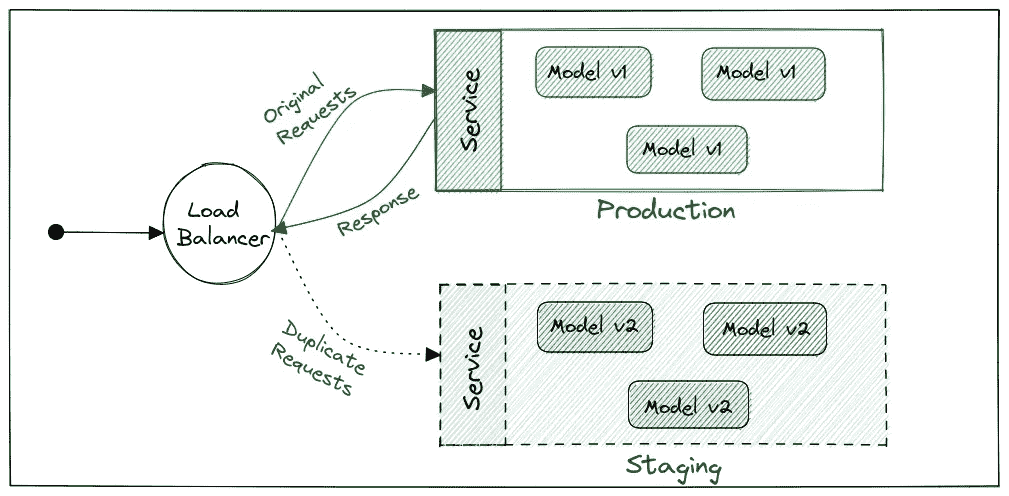 Original
Requests
Service
Model v1
Model v1
Model v1
Production
Response
Load
Balancer
Duplicate
Requests
Service
Model v2
Model v2
Model v2
Staging